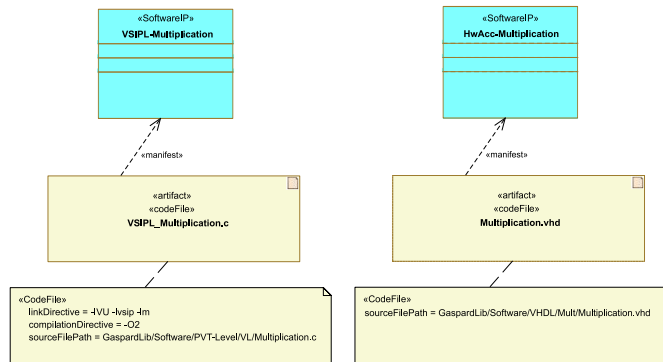 «SoftwareIP»
VSIPL-Multiplication
«manifest»
«artifact»
«codeFile»
VSIPL_Multiplication.c
«CodeFile»
linkDirective = -lVU -lvsip -lm
compilationDirective = -O2
sourceFilePath = GaspardLib/Software/PVT-Level/VL/Multiplication.c
«SoftwareIP»
HwAcc-Multiplication
«manifest»
«artifact»
«codeFile»
Multiplication.vhd
«CodeFile»
sourceFilePath = GaspardLib/Software/VHDL/Mult/Multiplication.vhd